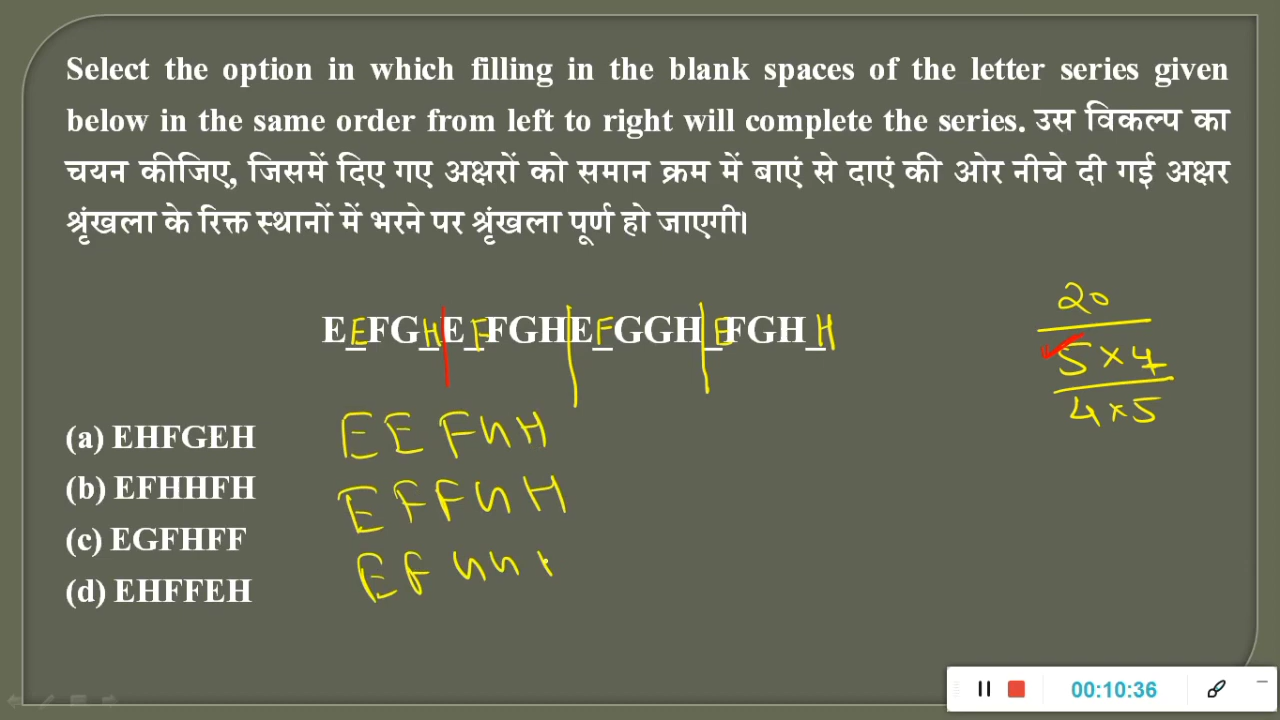 Select the option in which filling in the blank spaces of the letter series given
below in the same order from left to right will complete the series. उस विकल्प का
चयन कीजिए, जिसमें दिए गए अक्षरों को समान क्रम में बाएं से दाएं की ओर नीचे दी गई अक्षर
श्रृंखला के रिक्त स्थानों में भरने पर श्रृंखला पूर्ण हो जाएगी।
20
E_EFG_HE_FFGHE_FGGH_EFGH_H
5 × 4
4 × 5
(a) EHFGEH
E E F G H
(b) EFHHFH
E F F G H
(c) EGFHFF
E F G G
(d) EHFFEH
00:10:36